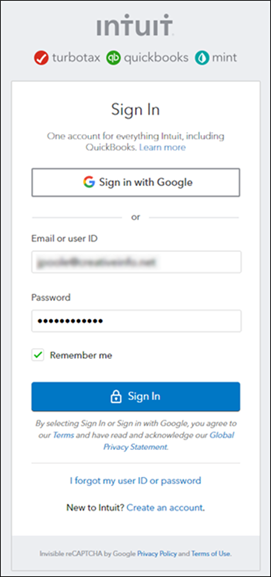 intuit
turbotax qb quickbooks mint
Sign In
One account for everything Intuit, including
QuickBooks. Learn more
G Sign in with Google
or
Email or user ID
Password
••••••••••••
Remember me
Sign In
By selecting Sign In or Sign in with Google, you agree to
our Terms and have read and acknowledge our Global
Privacy Statement.
I forgot my user ID or password
New to Intuit? Create an account.
Invisible reCAPTCHA by Google Privacy Policy and Terms of Use.